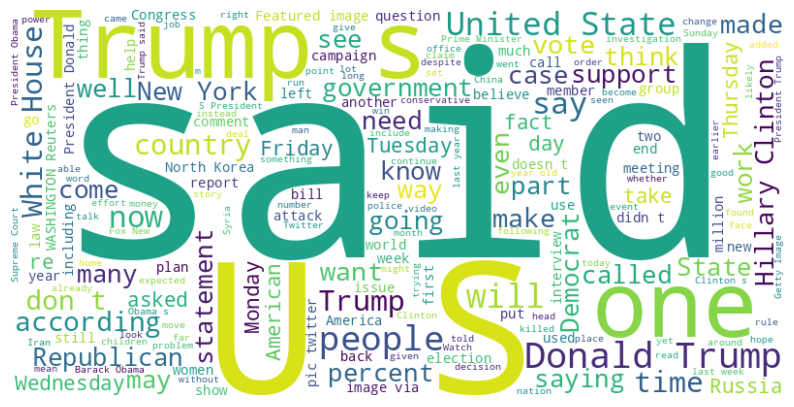 President Obama
power
came
Congress
right
Featured image
question
give
Trump s
see
United State
Prime Minister
change
investigation
made
President Donald
thing
Trump said
help
job
campaign
much
office
claim
despite
went
China
vote
call
order
think
Sunday
added
become
likely
President Trump
White House
go
well
New York
m
point
lot
long
run
set
government
conservative
win
believe
case
support
member
seen
group
Thursday
say
left
another
S President
instead
comment
deal
man
include
making
need
fact
day
doesn t
even
two
end
whether
earlier
good
Hillary Clinton
said
WASHINGTON Reuters
able
word
country
Friday
something
North Korea
continue
Tuesday
know
last year
year old
part
meeting
take
work
come
effort
money
report
story
bill
keep
way
use
didn t
Supreme Court
law
talk
Fox New
now
number
attack
police
video
Twitter
Syria
going
make
event
following
million
found
face
new
including
re
year
home
many
plan
expected
already
statement
Monday
month
world
week
might
want
issue
trying
first
interview
Democrat
called
State
today
Clinton s
Getty Image
don t
asked
American
U S
will
one
according
still
Obama s
move
Trump
America
Clinton
put
head
killed
used
place
yet
around
rule
Iran
look
children
far
pic twitter
people
back
told
Watch
given
election
decision
read
last week
hope
Republican
mean
Barack Obama
problem
women
without
percent
saying
Donald Trump
Wednesday
may
show
image via
nation
time
Russia